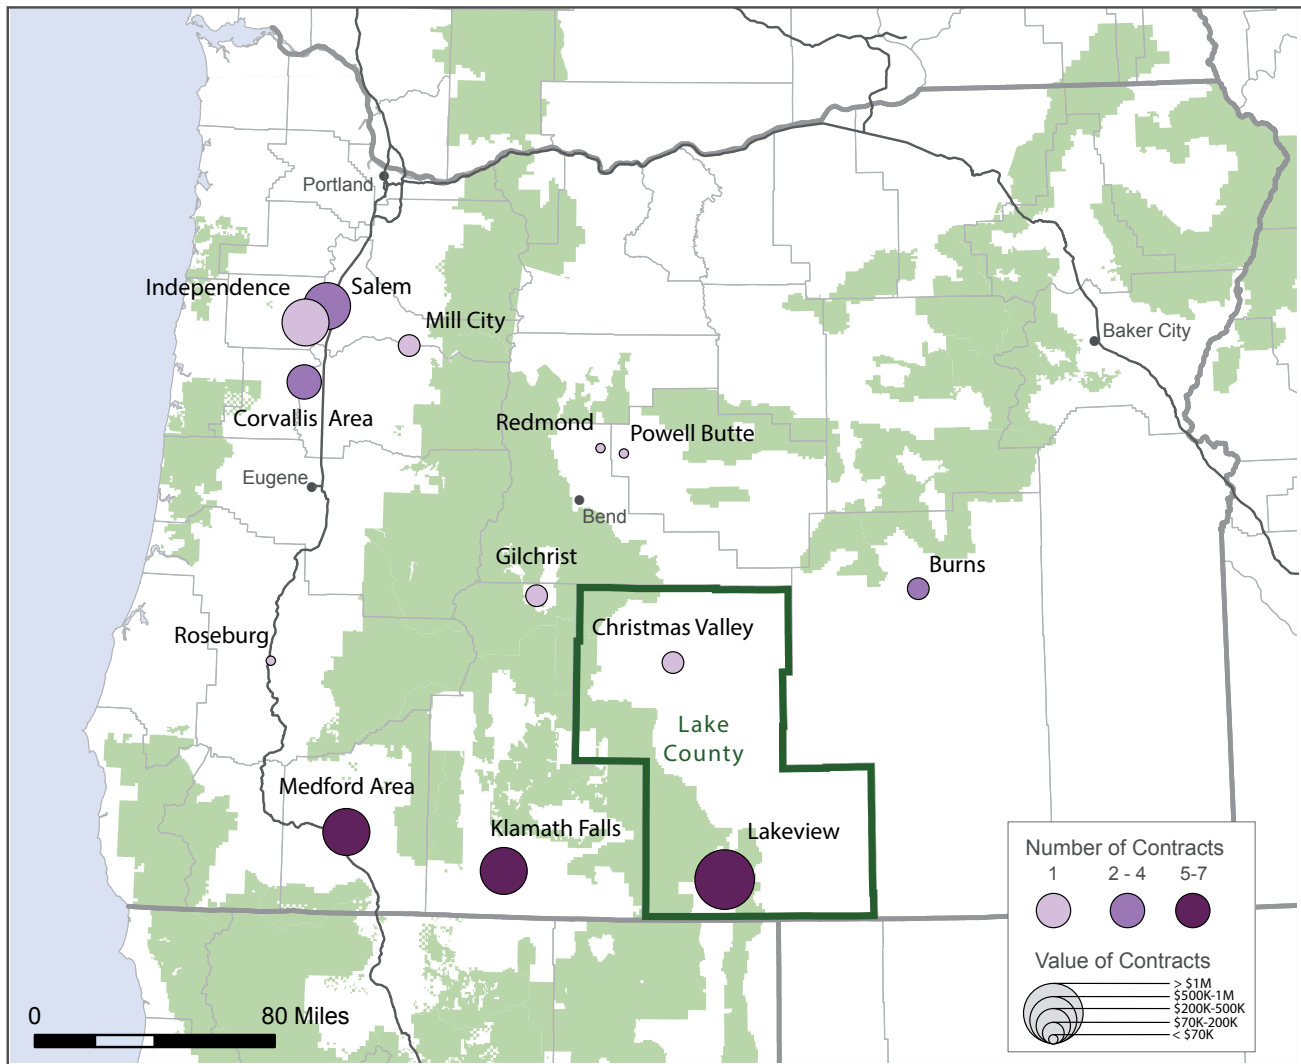 Portland
Independence
Salem
Mill City
Baker City
Corvallis Area
Redmond
Powell Butte
Eugene
Bend
Gilchrist
Burns
Roseburg
Christmas Valley
Lake
County
Medford Area
Klamath Falls
Lakeview
Number of Contracts
1 2 - 4 5-7
Value of Contracts
> $1M
$500K-1M
$200K-500K
$70K-200K
< $70K
0 80 Miles